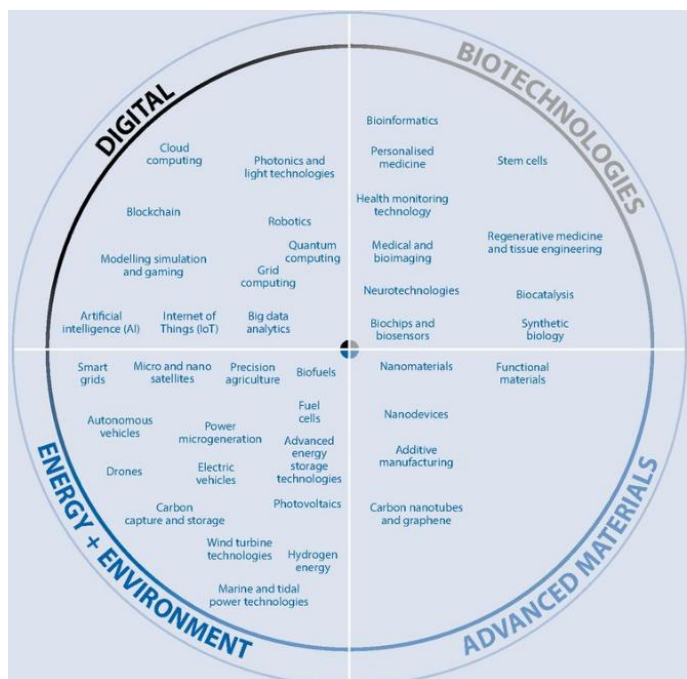 DIGITAL
Cloud
computing
Photonics and
light technologies
Blockchain
Robotics
Quantum
computing
Modelling simulation
and gaming
Grid
computing
Artificial
intelligence (AI)
Internet of
Things (IoT)
Big data
analytics
BIOTECHNOLOGIES
Bioinformatics
Personalised
medicine
Stem cells
Health monitoring
technology
Medical and
bioimaging
Regenerative medicine
and tissue engineering
Neurotechnologies
Biocatalysis
Biochips and
biosensors
Synthetic
biology
ENERGY + ENVIRONMENT
Smart
grids
Micro and nano
satellites
Precision
agriculture
Biofuels
Fuel
cells
Autonomous
vehicles
Power
microgeneration
Advanced
energy
storage
technologies
Drones
Electric
vehicles
Carbon
capture and storage
Photovoltaics
Wind turbine
technologies
Hydrogen
energy
Marine and tidal
power technologies
ADVANCED MATERIALS
Nanomaterials
Functional
materials
Nanodevices
Additive
manufacturing
Carbon nanotubes
and graphene